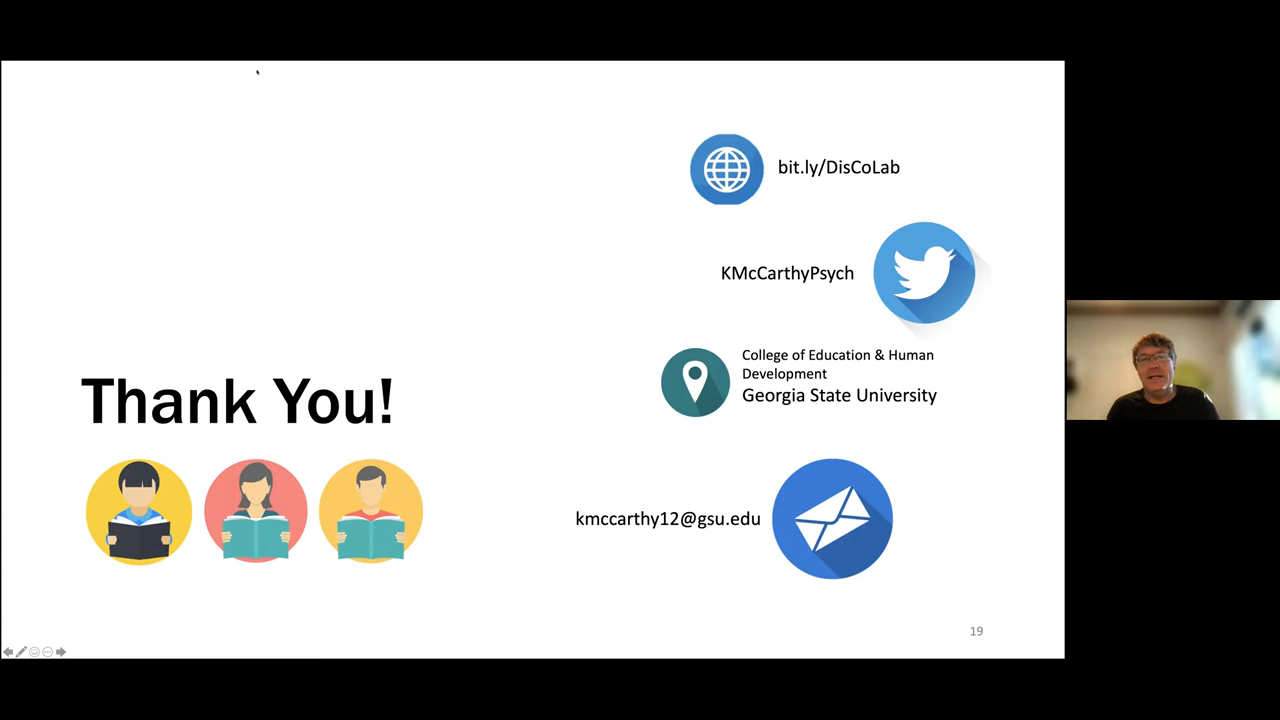 bit.ly/DisCoLab
KMcCarthyPsych
College of Education & Human
Development
Georgia State University
Thank You!
kmccarthy12@gsu.edu
19